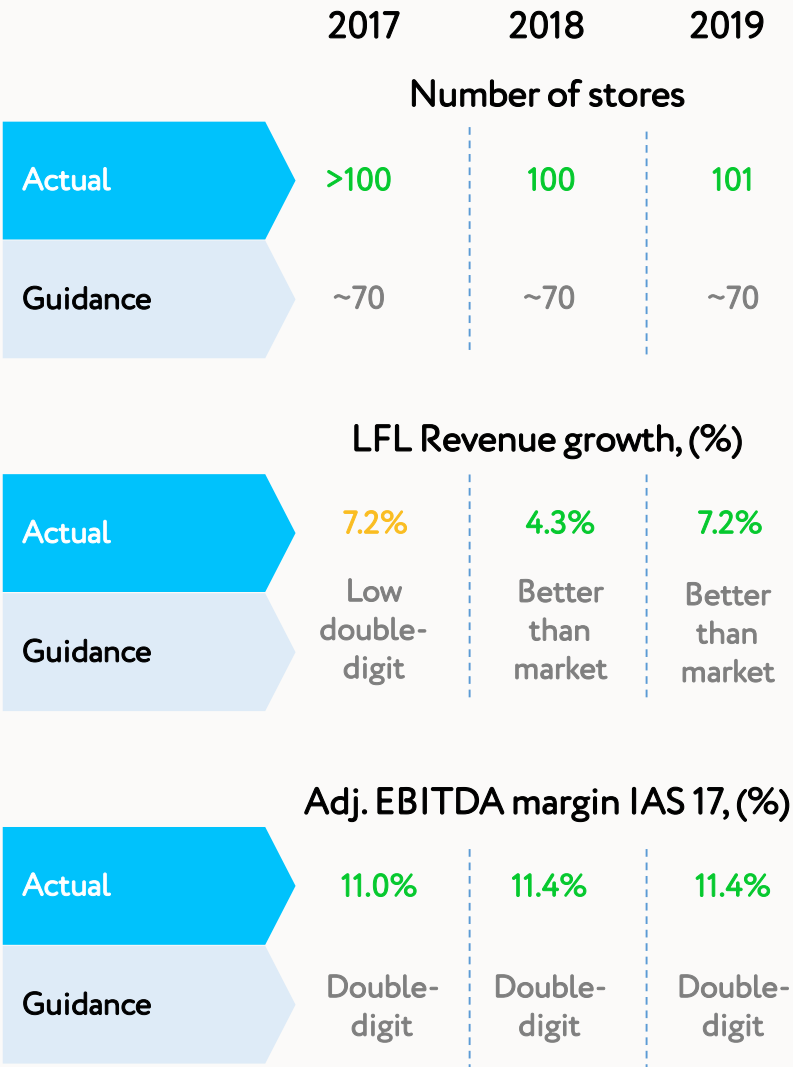 2017 2018 2019
Number of stores
Actual >100 100 101
Guidance ~70 ~70 ~70
LFL Revenue growth, (%)
Actual 7.2% 4.3% 7.2%
Guidance
Low
double-
digit
Better
than
market
Better
than
market
Adj. EBITDA margin IAS 17, (%)
Actual 11.0% 11.4% 11.4%
Guidance
Double-
digit
Double-
digit
Double-
digit